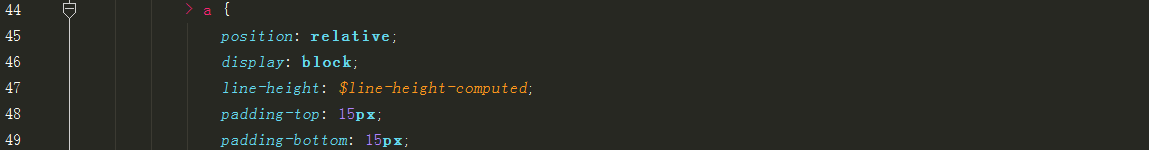 44 > a {
45 position: relative;
46 display: block;
47 line-height: $line-height-computed;
48 padding-top: 15px;
49 padding-bottom: 15px;